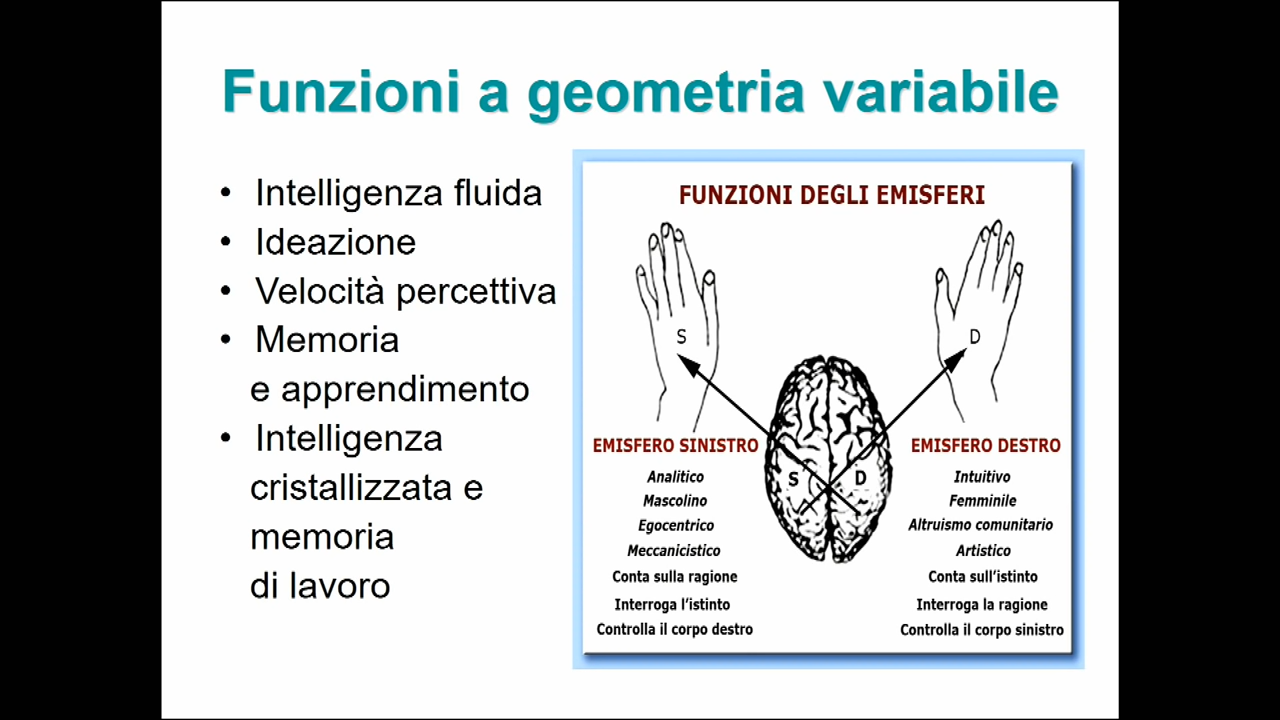 Funzioni a geometria variabile
• Intelligenza fluida
• Ideazione
• Velocità percettiva
• Memoria
e apprendimento
• Intelligenza
cristallizzata e
memoria
di lavoro
FUNZIONI DEGLI EMISFERI
S
D
S
D
EMISFERO SINISTRO
Analitico
Mascolino
Egocentrico
Meccanicistico
Conta sulla ragione
Interroga l'istinto
Controlla il corpo destro
EMISFERO DESTRO
Intuitivo
Femminile
Altruismo comunitario
Artistico
Conta sull'istinto
Interroga la ragione
Controlla il corpo sinistro